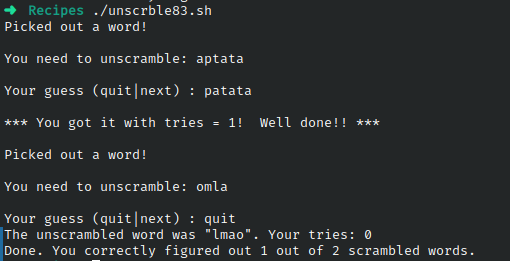 ➜ Recipes ./unscrble83.sh
Picked out a word!
You need to unscramble: aptata
Your guess (quit|next) : patata
*** You got it with tries = 1!  Well done!! ***
Picked out a word!
You need to unscramble: omla
Your guess (quit|next) : quit
The unscrambled word was "lmao". Your tries: 0
Done. You correctly figured out 1 out of 2 scrambled words.